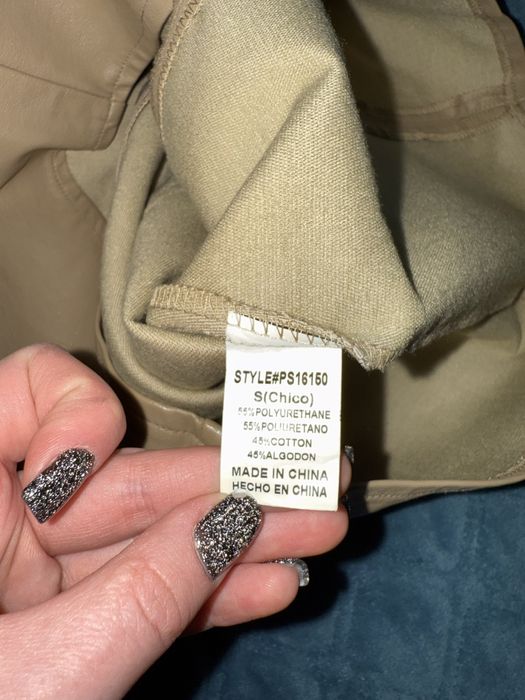 STYLE#PS16150
S(Chico)
55%POLYURETHANE
55%POLIURETANO
45%COTTON
45%ALGODON
MADE IN CHINA
HECHO EN CHINA